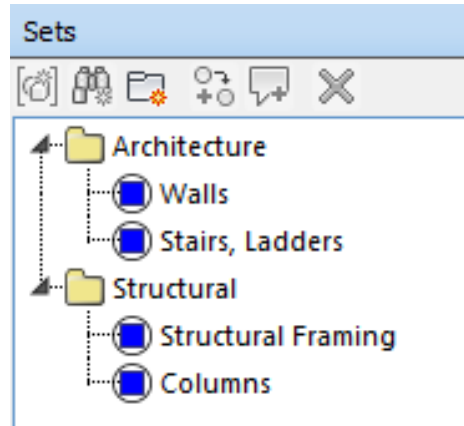 Sets
Architecture
Walls
Stairs, Ladders
Structural
Structural Framing
Columns